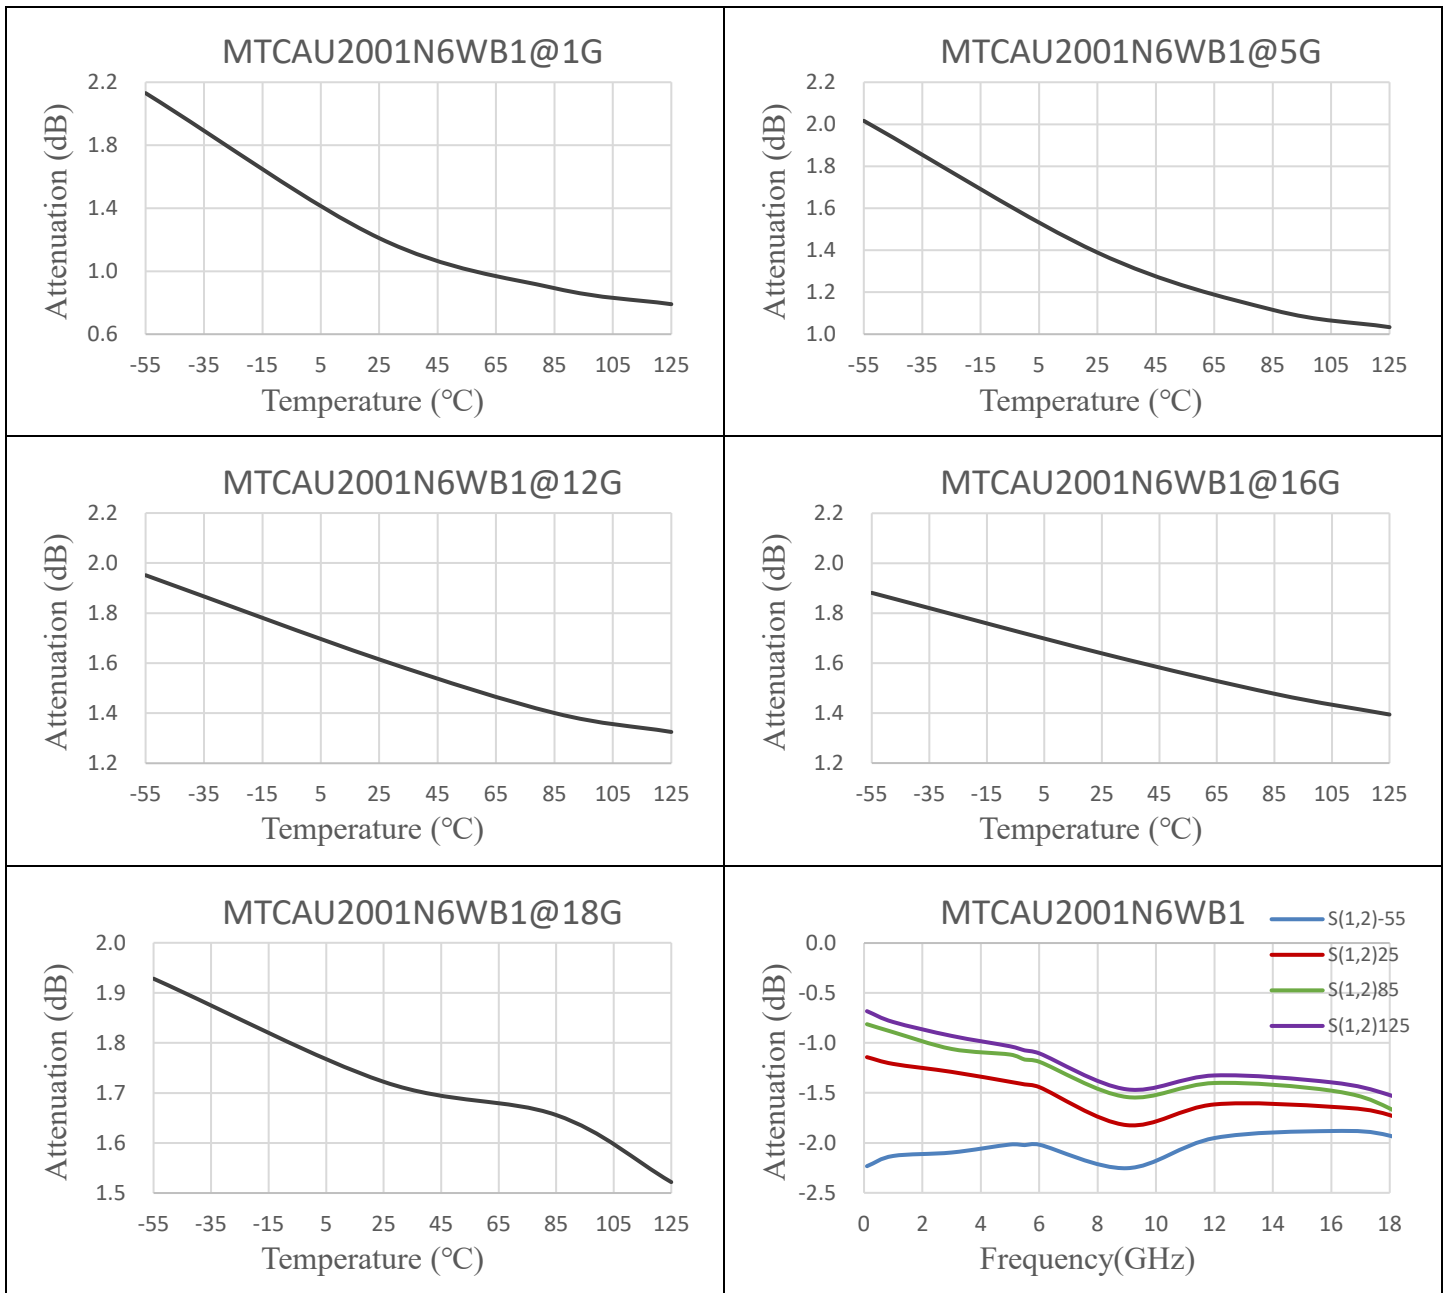 MTCAU2001N6WB1@1G
Attenuation (dB)
2.2
1.8
1.4
1.0
0.6
-55 -35 -15 5 25 45 65 85 105 125
Temperature (℃)
MTCAU2001N6WB1@5G
Attenuation (dB)
2.2
2.0
1.8
1.6
1.4
1.2
1.0
-55 -35 -15 5 25 45 65 85 105 125
Temperature (℃)
MTCAU2001N6WB1@12G
Attenuation (dB)
2.2
2.0
1.8
1.6
1.4
1.2
-55 -35 -15 5 25 45 65 85 105 125
Temperature (℃)
MTCAU2001N6WB1@16G
Attenuation (dB)
2.2
2.0
1.8
1.6
1.4
1.2
-55 -35 -15 5 25 45 65 85 105 125
Temperature (℃)
MTCAU2001N6WB1@18G
Attenuation (dB)
2.0
1.9
1.8
1.7
1.6
1.5
-55 -35 -15 5 25 45 65 85 105 125
Temperature (℃)
MTCAU2001N6WB1
S(1,2)-55
S(1,2)25
S(1,2)85
S(1,2)125
Attenuation (dB)
0.0
-0.5
-1.0
-1.5
-2.0
-2.5
0 2 4 6 8 10 12 14 16 18
Frequency(GHz)